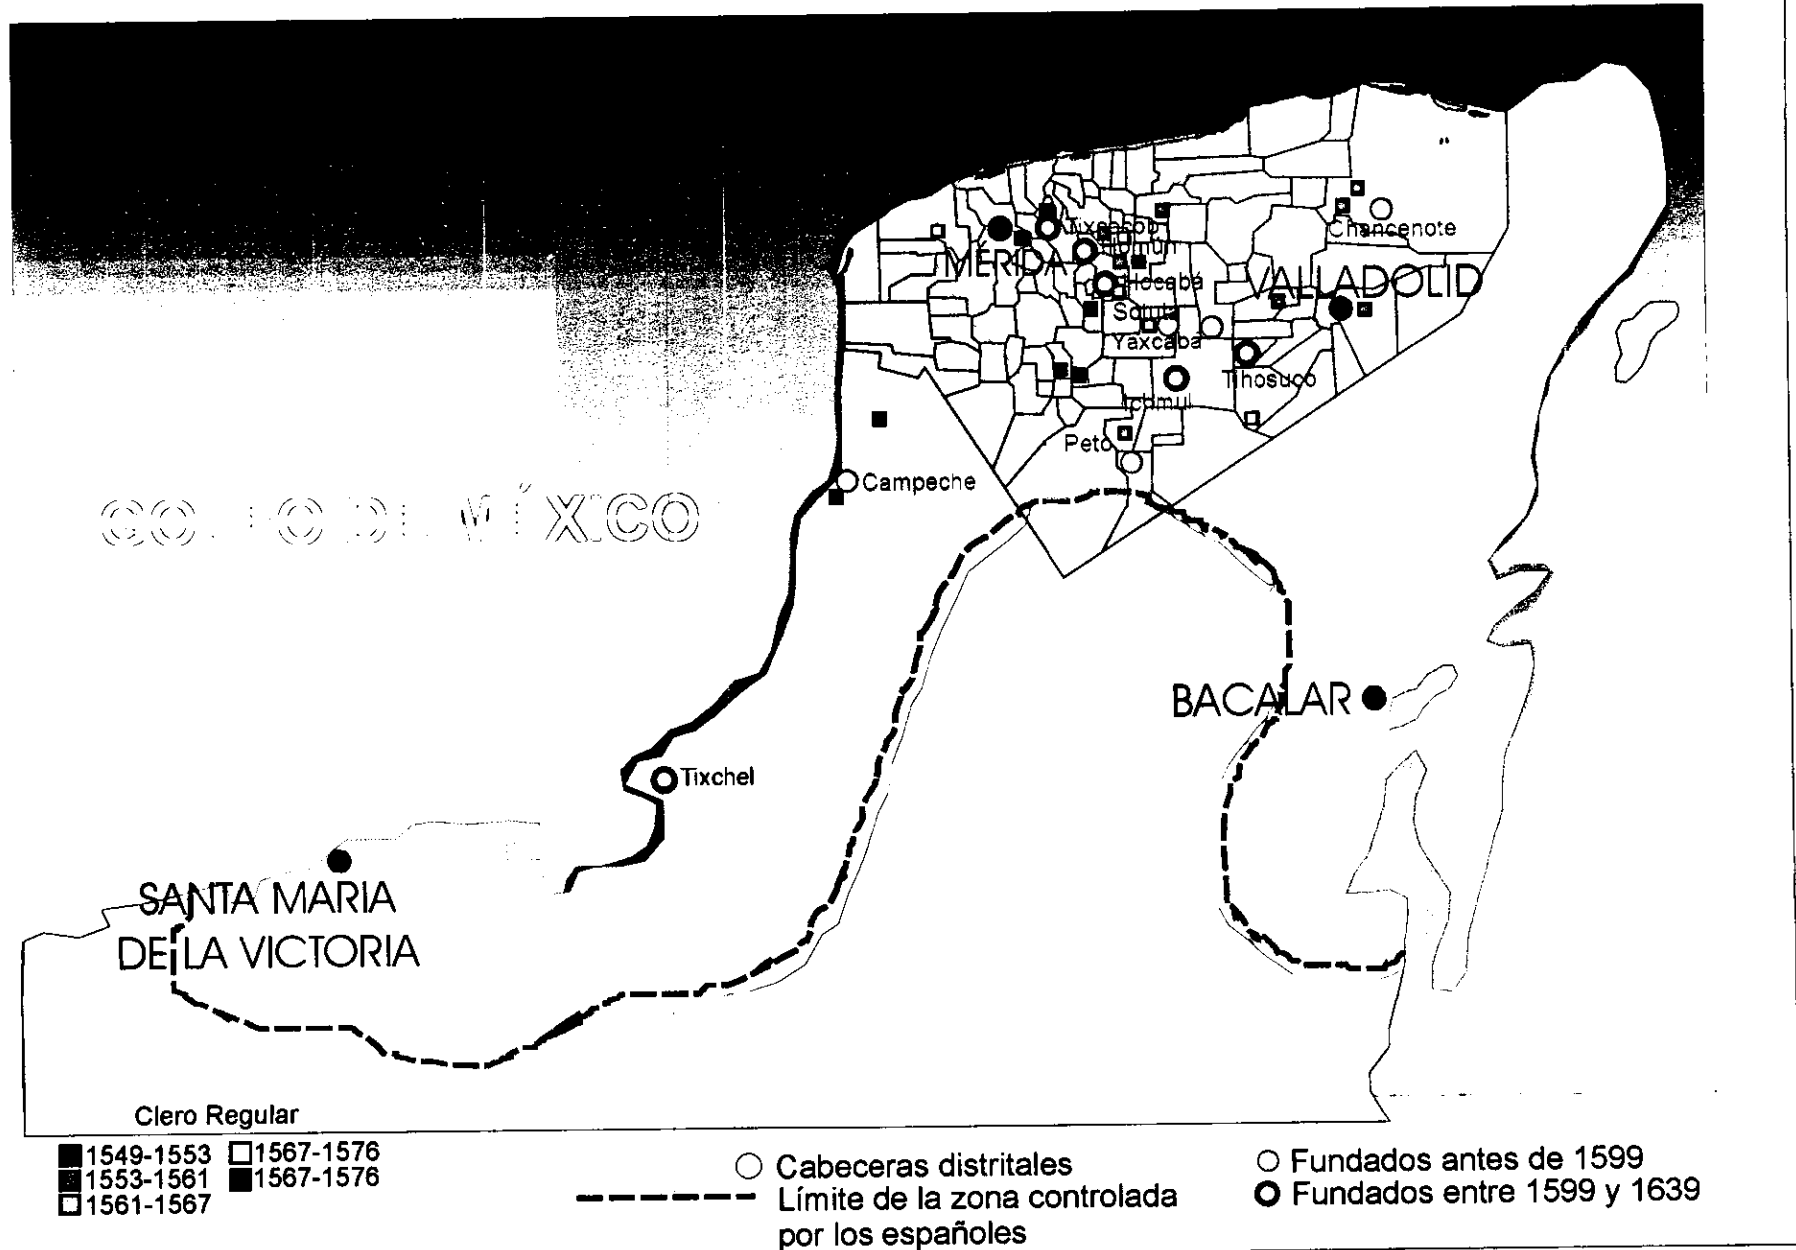 Chancenote
MÉRIDA
Hocabá
VALLADOLID
Sotuta
Yaxcabá
Tihosuco
Peto
Campeche
BACALAR
Tixchel
SANTA MARIA
DE LA VICTORIA
Clero Regular
1549-1553
1567-1576
1553-1561
1567-1576
1561-1567
Cabeceras distritales
Límite de la zona controlada
por los españoles
Fundados antes de 1599
Fundados entre 1599 y 1639